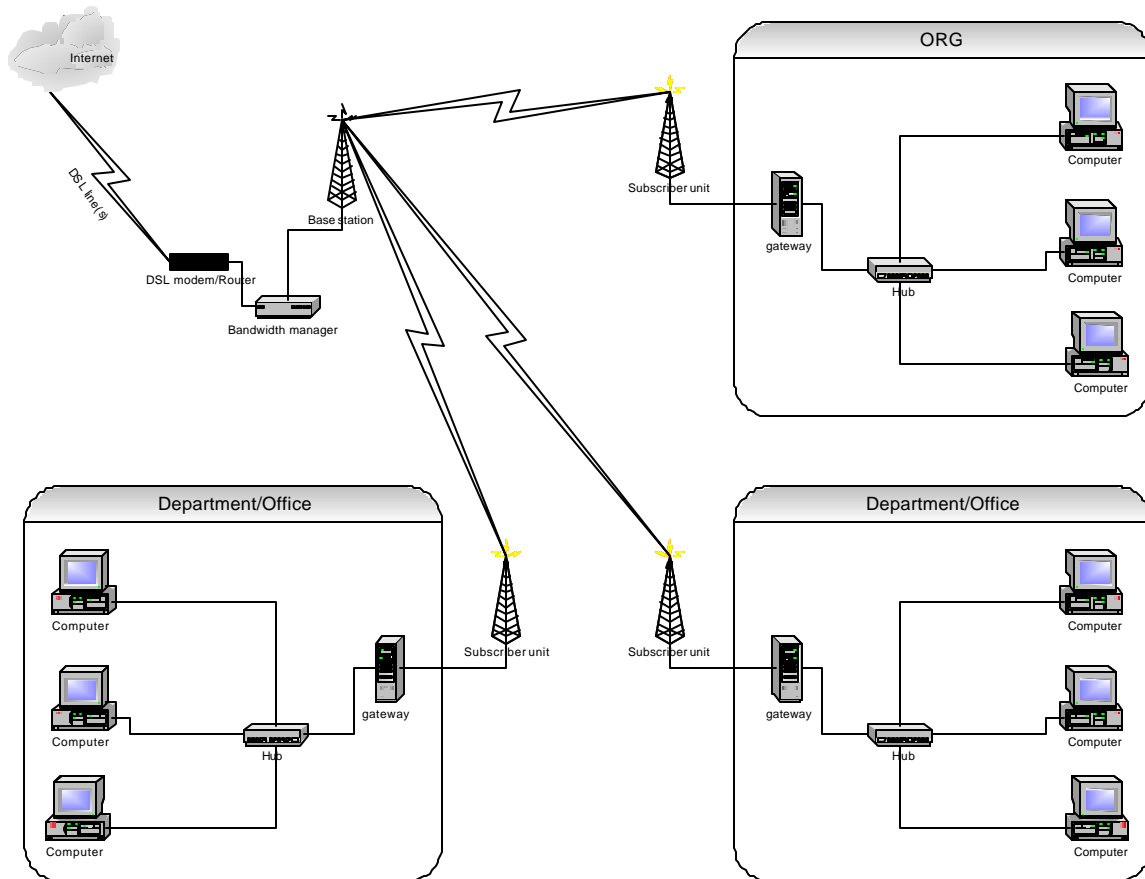 Internet
DSL line(s)
DSL modem/Router
Bandwidth manager
Base station
Subscriber unit
ORG
gateway
Hub
Computer
Computer
Computer
Department/Office
Computer
Computer
Computer
Hub
gateway
Subscriber unit
Subscriber unit
Department/Office
gateway
Hub
Computer
Computer
Computer